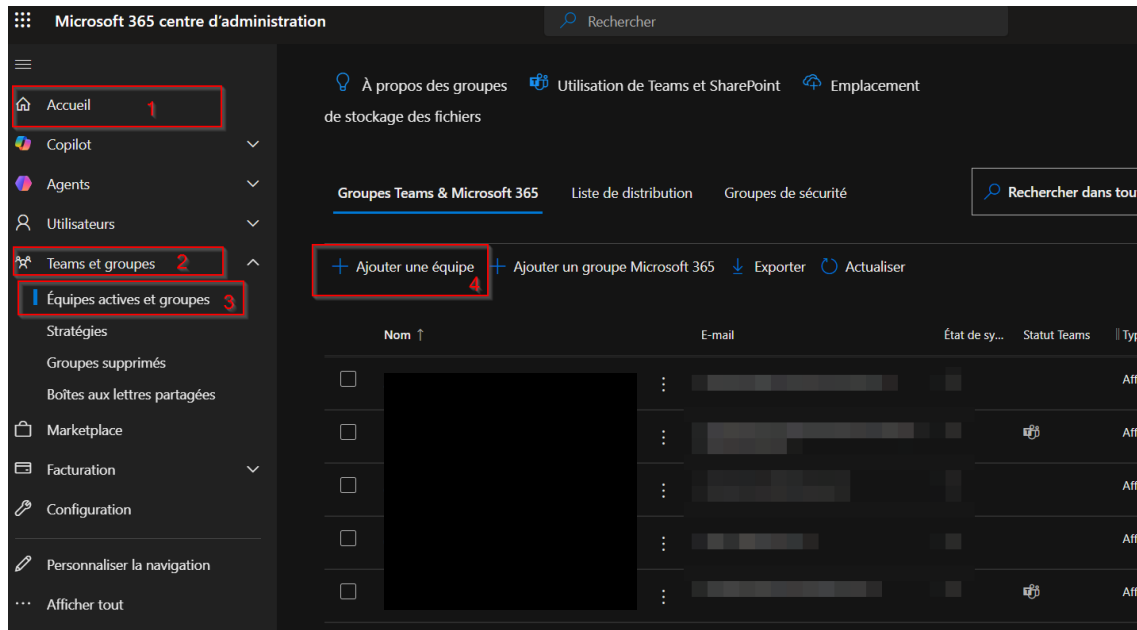 Microsoft 365 centre d'administration
Rechercher
À propos des groupes
Utilisation de Teams et SharePoint
Emplacement de stockage des fichiers
Accueil
1
Copilot
Agents
Utilisateurs
Teams et groupes
2
Équipes actives et groupes
3
Stratégies
Groupes supprimés
Boîtes aux lettres partagées
Marketplace
Facturation
Configuration
Personnaliser la navigation
Afficher tout
Groupes Teams & Microsoft 365
Liste de distribution
Groupes de sécurité
Rechercher dans tou
Ajouter une équipe
4
Ajouter un groupe Microsoft 365
Exporter
Actualiser
Nom ↑
E-mail
État de sy...
Statut Teams
Typ
Aff
Aff
Aff
Aff
Aff